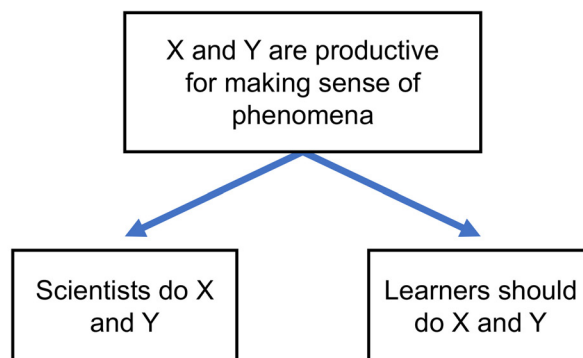 X and Y are productive
for making sense of
phenomena
Scientists do X
and Y
Learners should
do X and Y